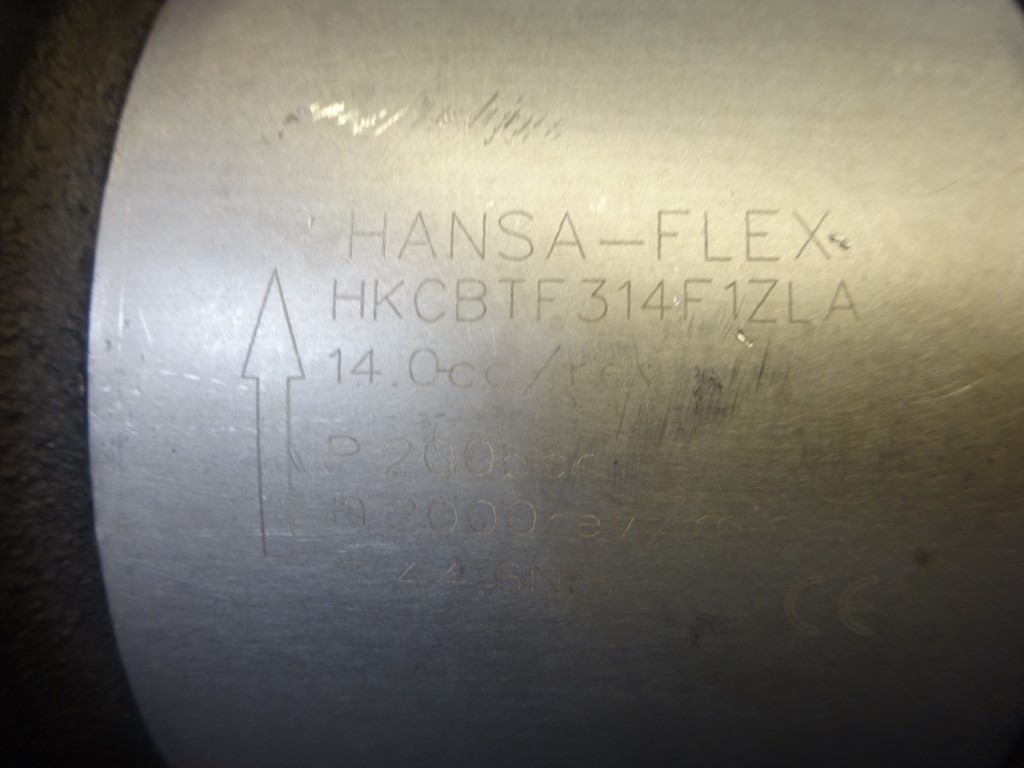 HANSA-FLEX
HKCBTF314F1ZLA
14.0cc/rev
P 200bar
n 2000rev/min
44.6Nm
CE